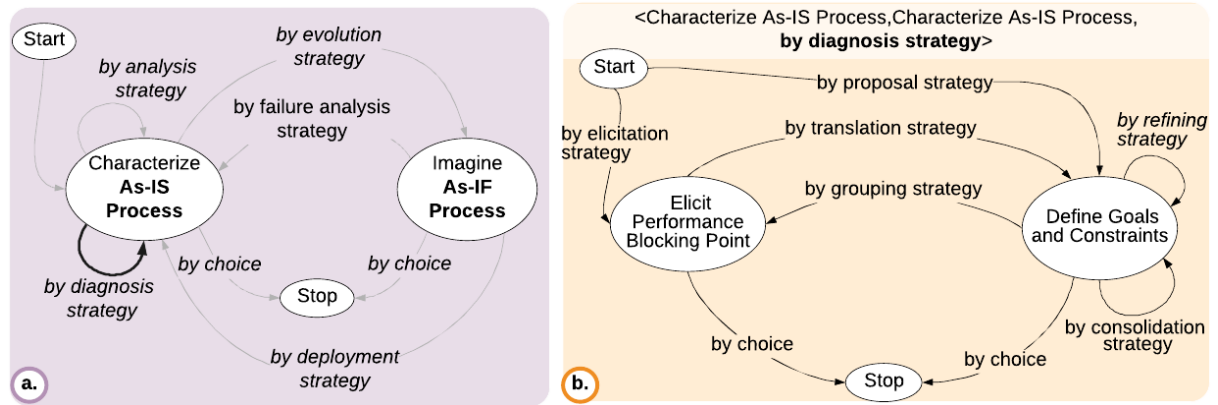 Start
by evolution
strategy
by analysis
strategy
by failure analysis
strategy
Characterize
As-IS
Process
Imagine
As-IF
Process
by diagnosis
strategy
by choice
by choice
Stop
by deployment
strategy
a.
<Characterize As-IS Process,Characterize As-IS Process,
by diagnosis strategy>
Start
by proposal strategy
by elicitation
strategy
by translation strategy
by refining
strategy
by grouping strategy
Elicit
Performance
Blocking Point
Define Goals
and Constraints
by consolidation
strategy
by choice
by choice
Stop
b.